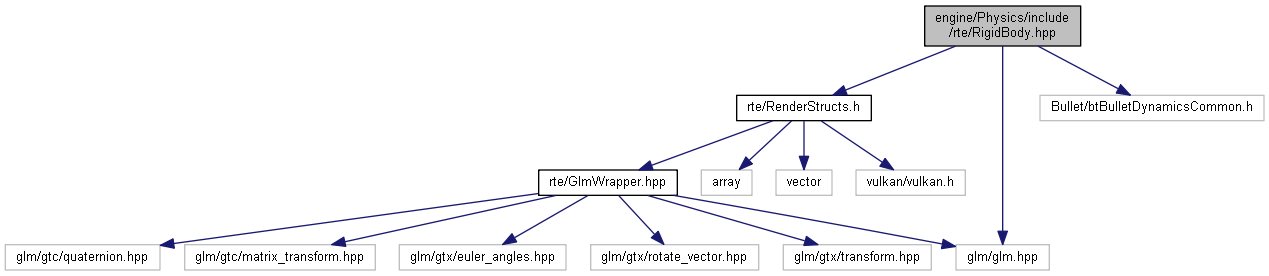 engine/Physics/include
/rte/RigidBody.hpp
rte/RenderStructs.h
Bullet/btBulletDynamicsCommon.h
rte/GlmWrapper.hpp
array
vector
vulkan/vulkan.h
glm/gtc/quaternion.hpp
glm/gtc/matrix_transform.hpp
glm/gtx/euler_angles.hpp
glm/gtx/rotate_vector.hpp
glm/gtx/transform.hpp
glm/glm.hpp